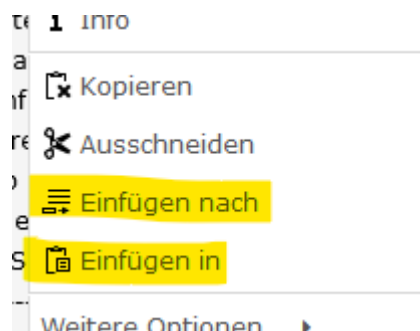 Info
Kopieren
Ausschneiden
Einfügen nach
Einfügen in
Weitere Optionen